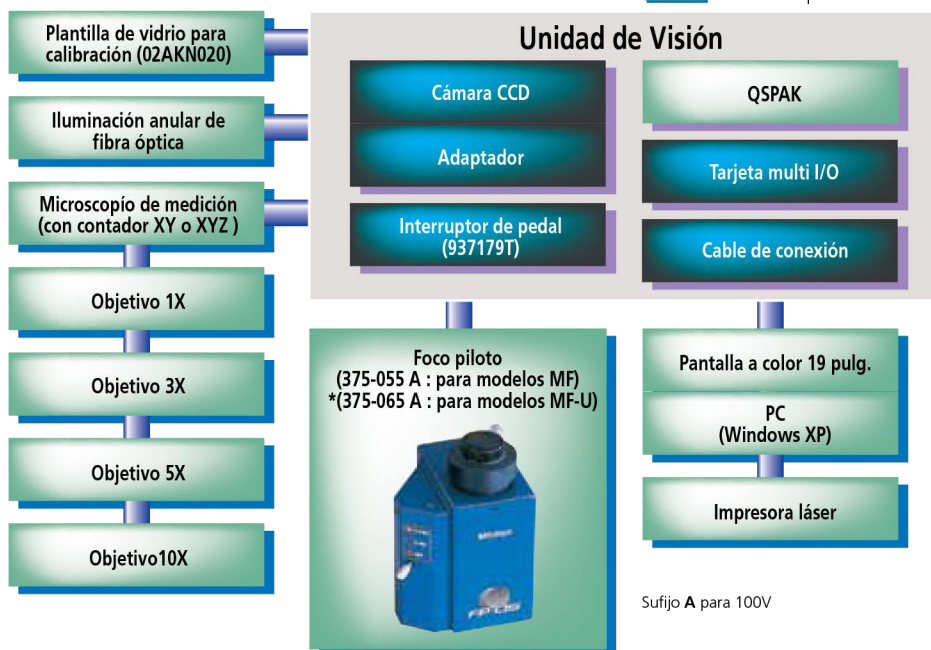 Plantilla de vidrio para
calibración (02AKN020)
Iluminación anular de
fibra óptica
Microscopío de medición
(con contador XY o XYZ )
Objetivo 1X
Objetivo 3X
Objetivo 5X
Objetivo10X
Unidad de Visión
Cámara CCD
Adaptador
Interruptor de pedal
(937179T)
QSPAK
Tarjeta multi I/O
Cable de conexión
Foco piloto
(375-055 A : para modelos MF)
*(375-065 A : para modelos MF-U)
Pantalla a color 19 pulg.
PC
(Windows XP)
Impresora láser
Sufijo A para 100V